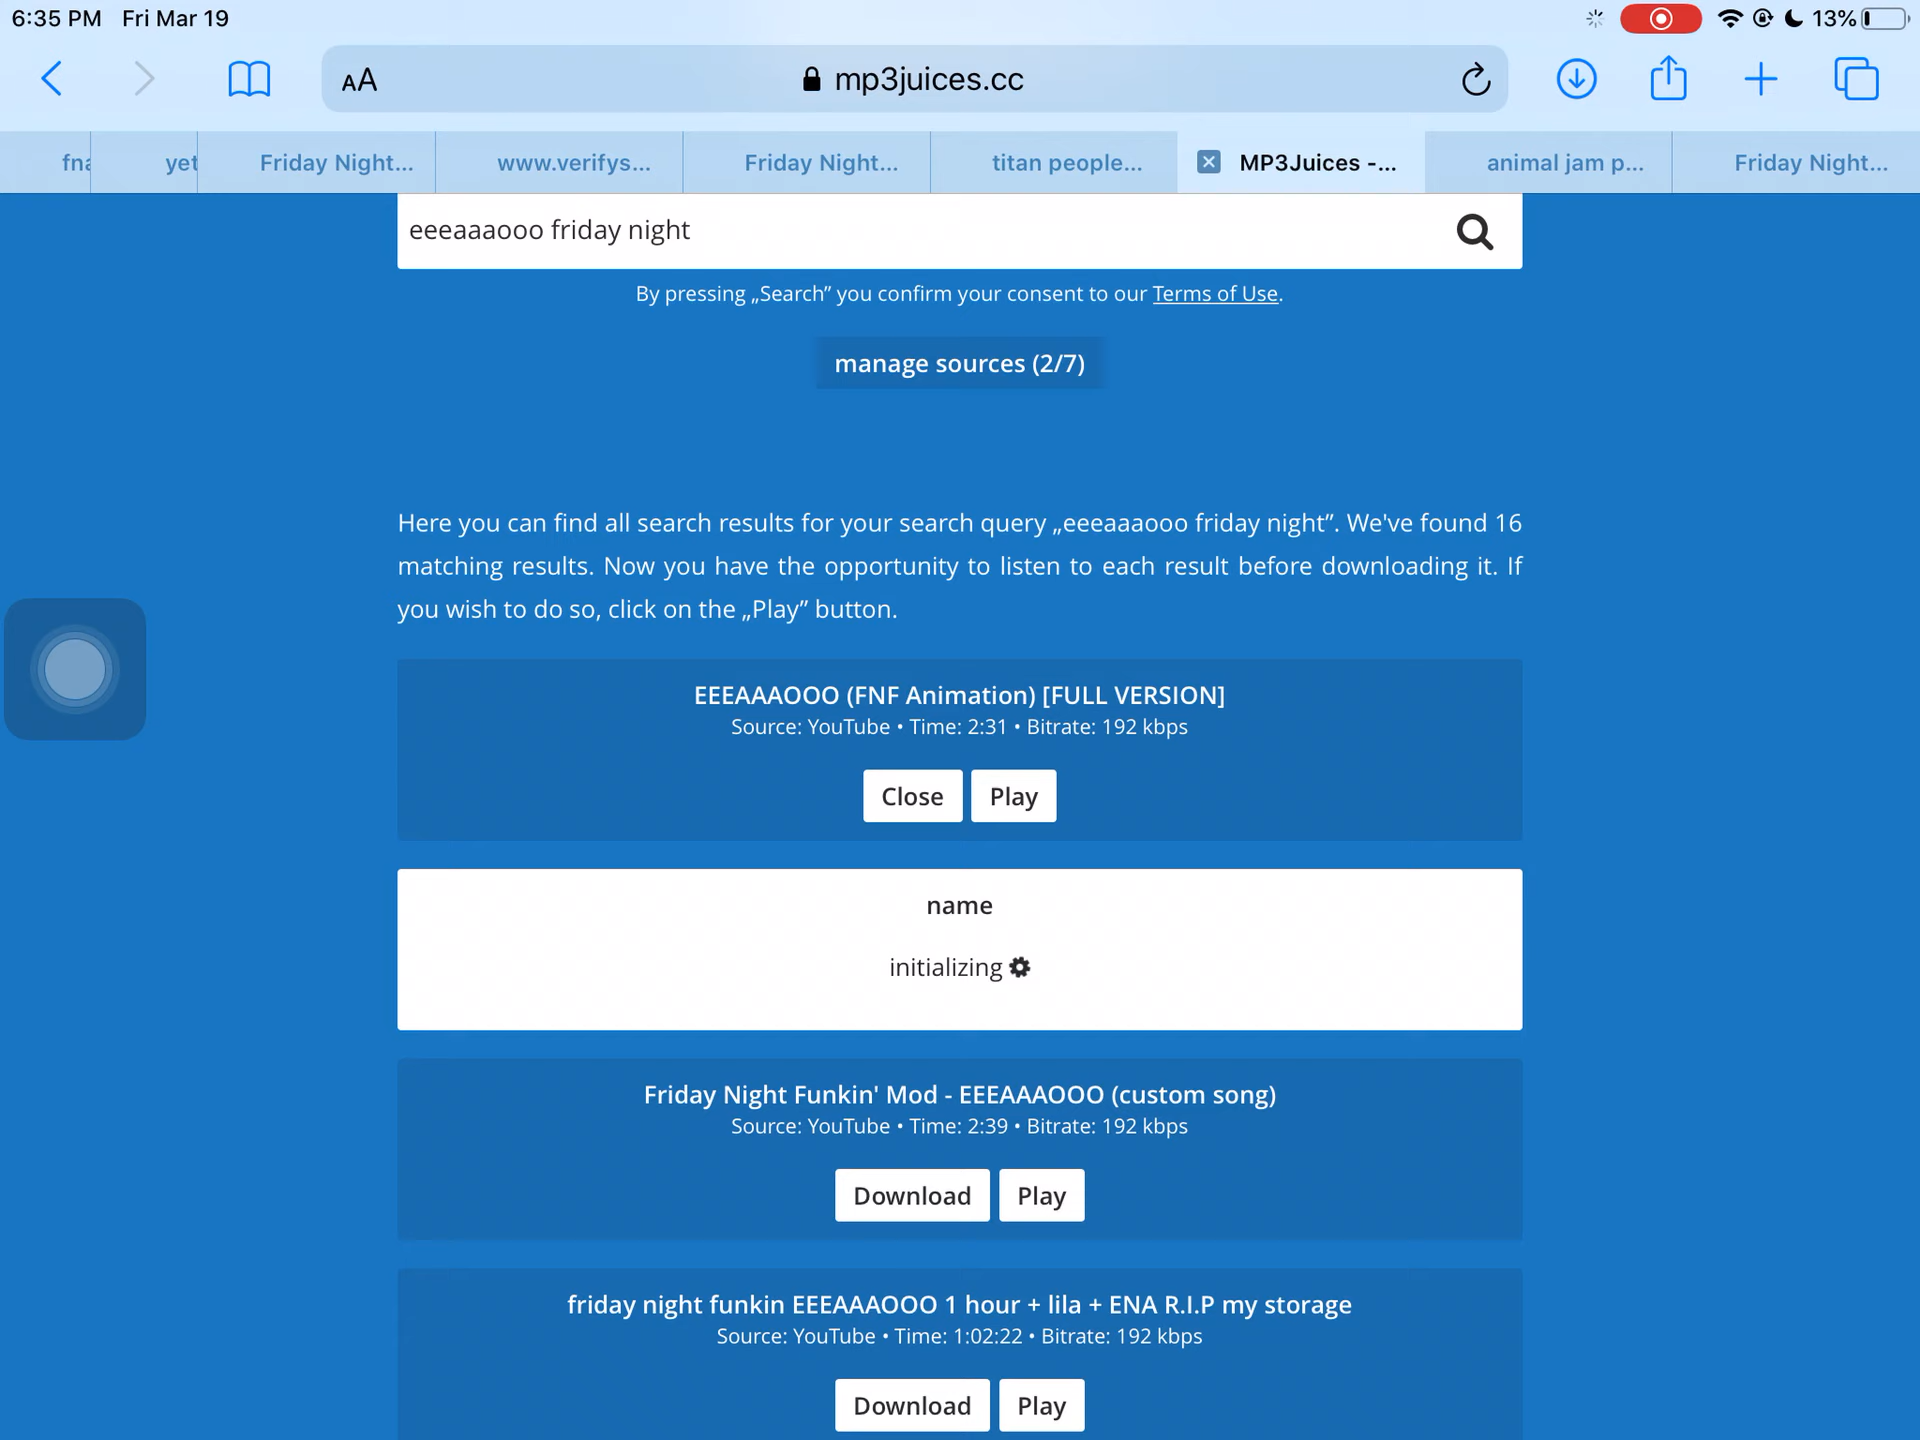 6:35 PM Fri Mar 19 13%
AA mp3juices.cc
fna yet Friday Night... www.verifys... Friday Night... titan people... MP3Juices -... animal jam p... Friday Night...
eeeaaaooo friday night
By pressing „Search” you confirm your consent to our Terms of Use.
manage sources (2/7)
Here you can find all search results for your search query „eeeaaaooo friday night”. We've found 16
matching results. Now you have the opportunity to listen to each result before downloading it. If
you wish to do so, click on the „Play” button.
EEEAAAOOO (FNF Animation) [FULL VERSION]
Source: YouTube • Time: 2:31 • Bitrate: 192 kbps
Close Play
name
initializing
Friday Night Funkin' Mod - EEEAAAOOO (custom song)
Source: YouTube • Time: 2:39 • Bitrate: 192 kbps
Download Play
friday night funkin EEEAAAOOO 1 hour + lila + ENA R.I.P my storage
Source: YouTube • Time: 1:02:22 • Bitrate: 192 kbps
Download Play